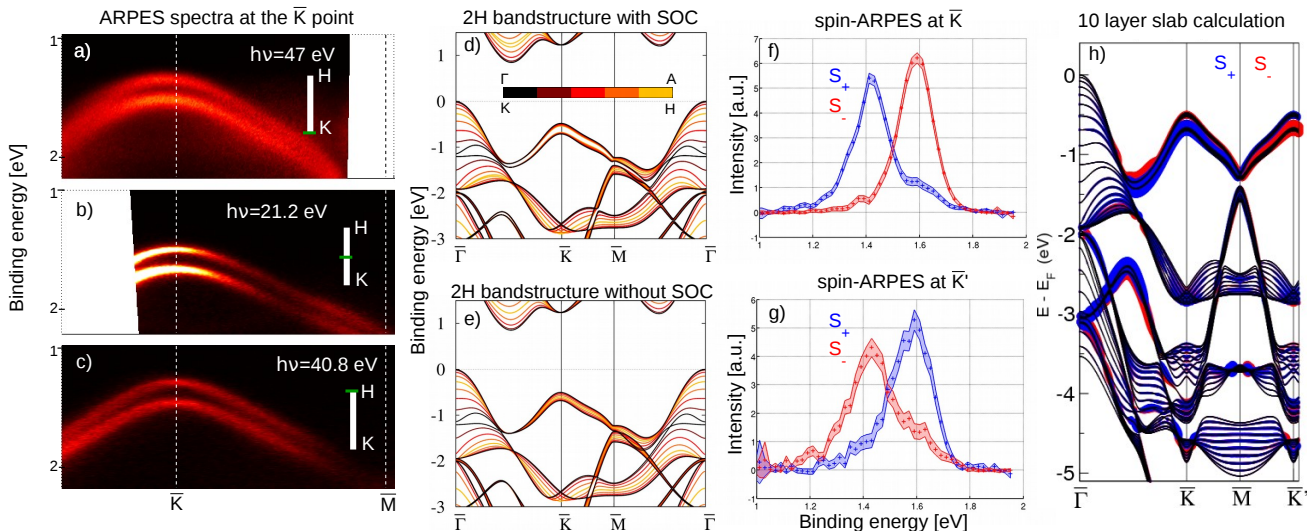 ARPES spectra at the K̅ point
2H bandstructure with SOC
spin-ARPES at K̅
10 layer slab calculation
a)
hν=47 eV
H
K
1
2
b)
hν=21.2 eV
H
K
1
2
c)
hν=40.8 eV
H
K
1
2
Binding energy [eV]
K̅
M̅
d)
Γ
A
K
H
1
0
-1
-2
-3
Γ̅
K̅
M̅
Γ̅
Binding energy [eV]
2H bandstructure without SOC
e)
1
0
-1
-2
-3
Γ̅
K̅
M̅
Γ̅
f)
S+
S-
Intensity [a.u.]
7
6
5
4
3
2
1
0
-1
1
1.2
1.4
1.6
1.8
2
spin-ARPES at K̅'
g)
S+
S-
Intensity [a.u.]
6
5
4
3
2
1
0
-1
1
1.2
1.4
1.6
1.8
2
Binding energy [eV]
h)
S+
S-
E - EF (eV)
0
-1
-2
-3
-4
-5
Γ̅
K̅
M̅
K̅'